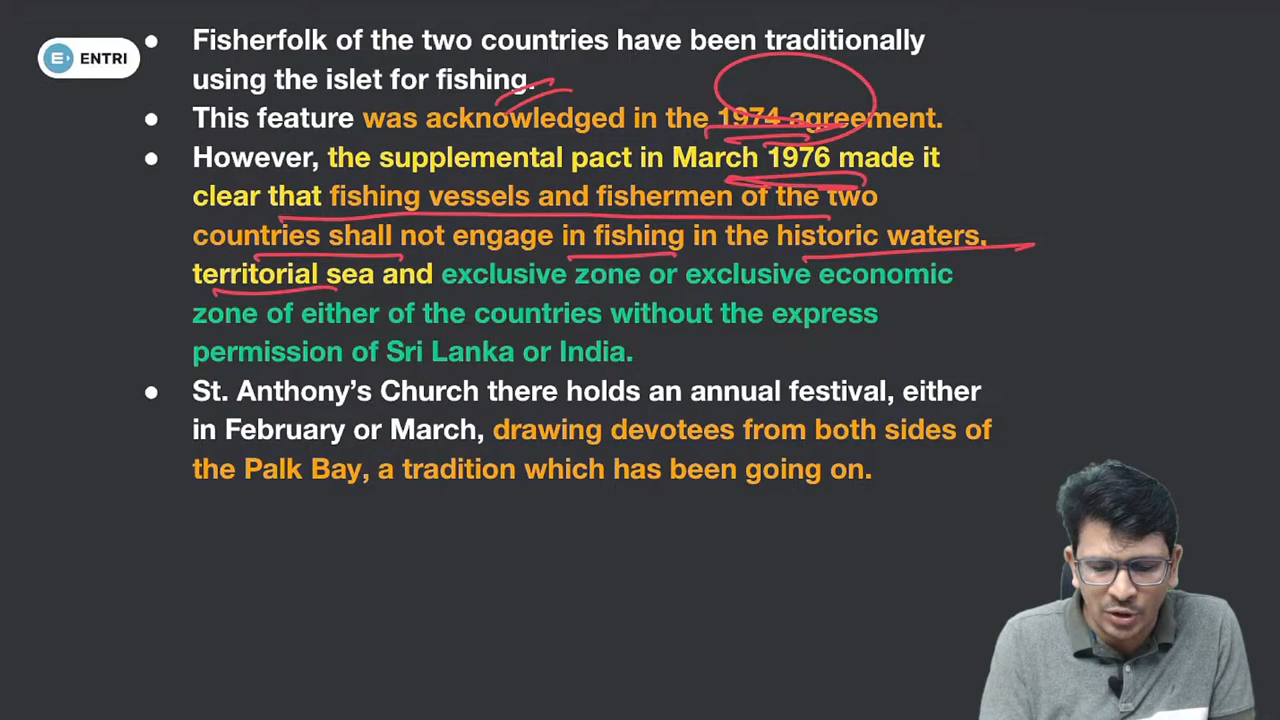 ENTRI
• Fisherfolk of the two countries have been traditionally
using the islet for fishing.
• This feature was acknowledged in the 1974 agreement.
• However, the supplemental pact in March 1976 made it
clear that fishing vessels and fishermen of the two
countries shall not engage in fishing in the historic waters,
territorial sea and exclusive zone or exclusive economic
zone of either of the countries without the express
permission of Sri Lanka or India.
• St. Anthony’s Church there holds an annual festival, either
in February or March, drawing devotees from both sides of
the Palk Bay, a tradition which has been going on.